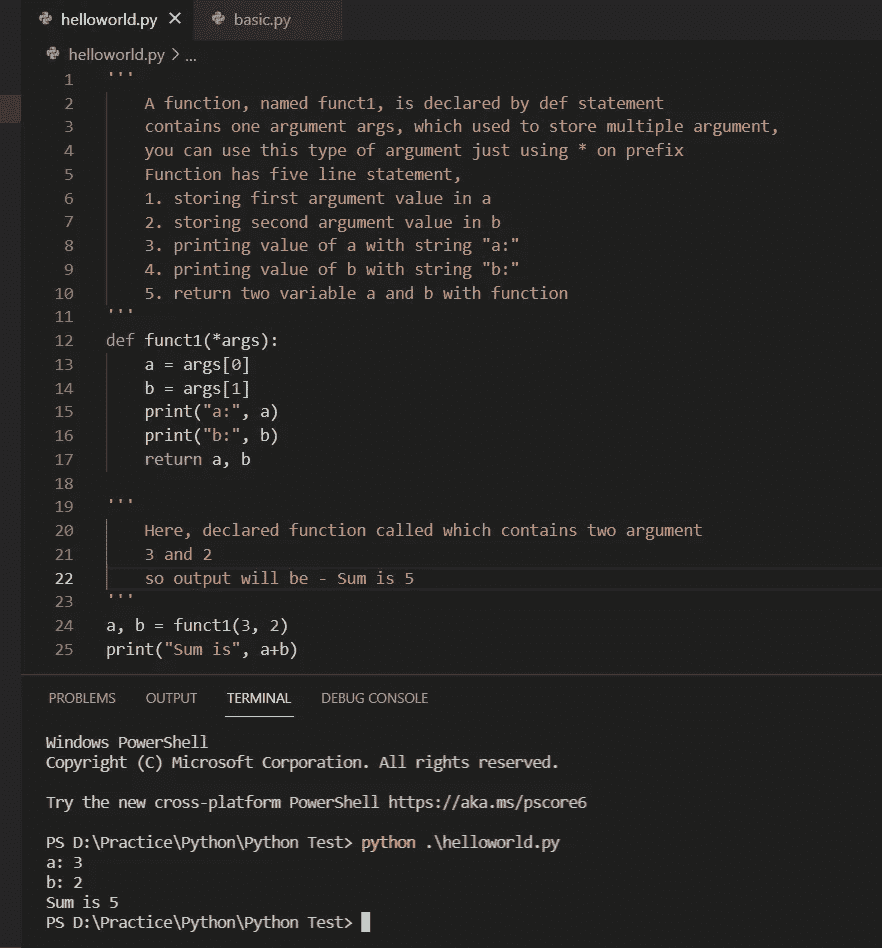 helloworld.py ✕ basic.py
helloworld.py > ...
1 '''
2 A function, named funct1, is declared by def statement
3 contains one argument args, which used to store multiple argument,
4 you can use this type of argument just using * on prefix
5 Function has five line statement,
6 1. storing first argument value in a
7 2. storing second argument value in b
8 3. printing value of a with string "a:"
9 4. printing value of b with string "b:"
10 5. return two variable a and b with function
11 '''
12 def funct1(*args):
13 a = args[0]
14 b = args[1]
15 print("a:", a)
16 print("b:", b)
17 return a, b
18
19 '''
20 Here, declared function called which contains two argument
21 3 and 2
22 so output will be - Sum is 5
23 '''
24 a, b = funct1(3, 2)
25 print("Sum is", a+b)
PROBLEMS OUTPUT TERMINAL DEBUG CONSOLE
Windows PowerShell
Copyright (C) Microsoft Corporation. All rights reserved.
Try the new cross-platform PowerShell https://aka.ms/pscore6
PS D:\Practice\Python\Python Test> python .\helloworld.py
a: 3
b: 2
Sum is 5
PS D:\Practice\Python\Python Test>